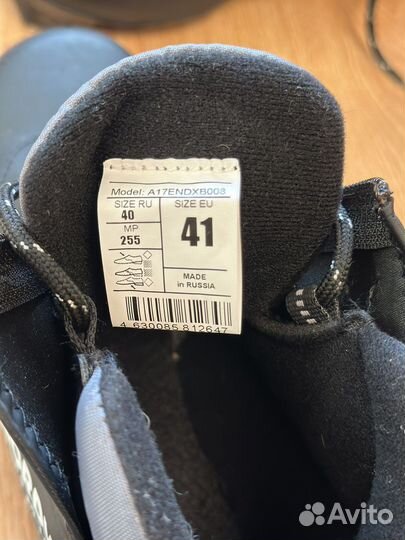 Model: A17ENDXB008
SIZE RU
40
MP
255
SIZE EU
41
MADE
in RUSSIA
4 630085 812647
Avito